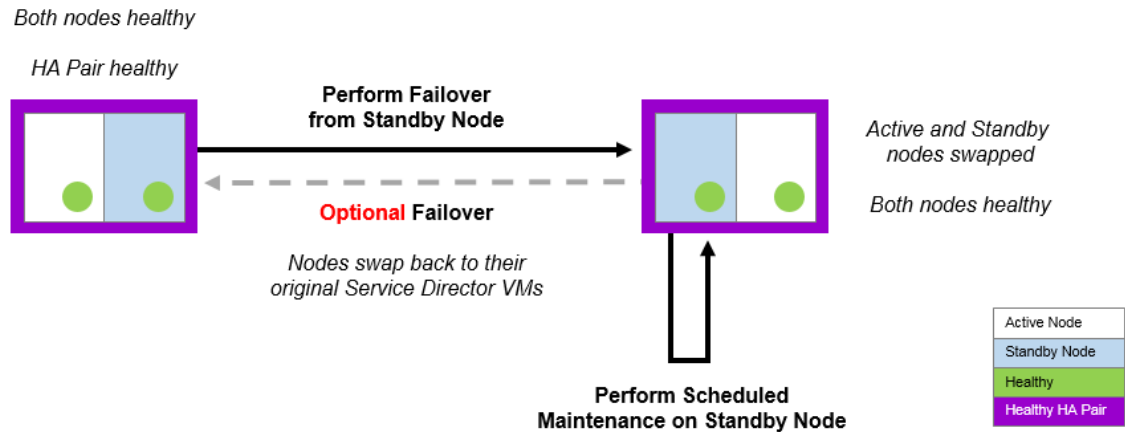 Both nodes healthy
HA Pair healthy
Perform Failover
from Standby Node
Optional Failover
Nodes swap back to their
original Service Director VMs
Active and Standby
nodes swapped
Both nodes healthy
Perform Scheduled
Maintenance on Standby Node
Active Node
Standby Node
Healthy
Healthy HA Pair